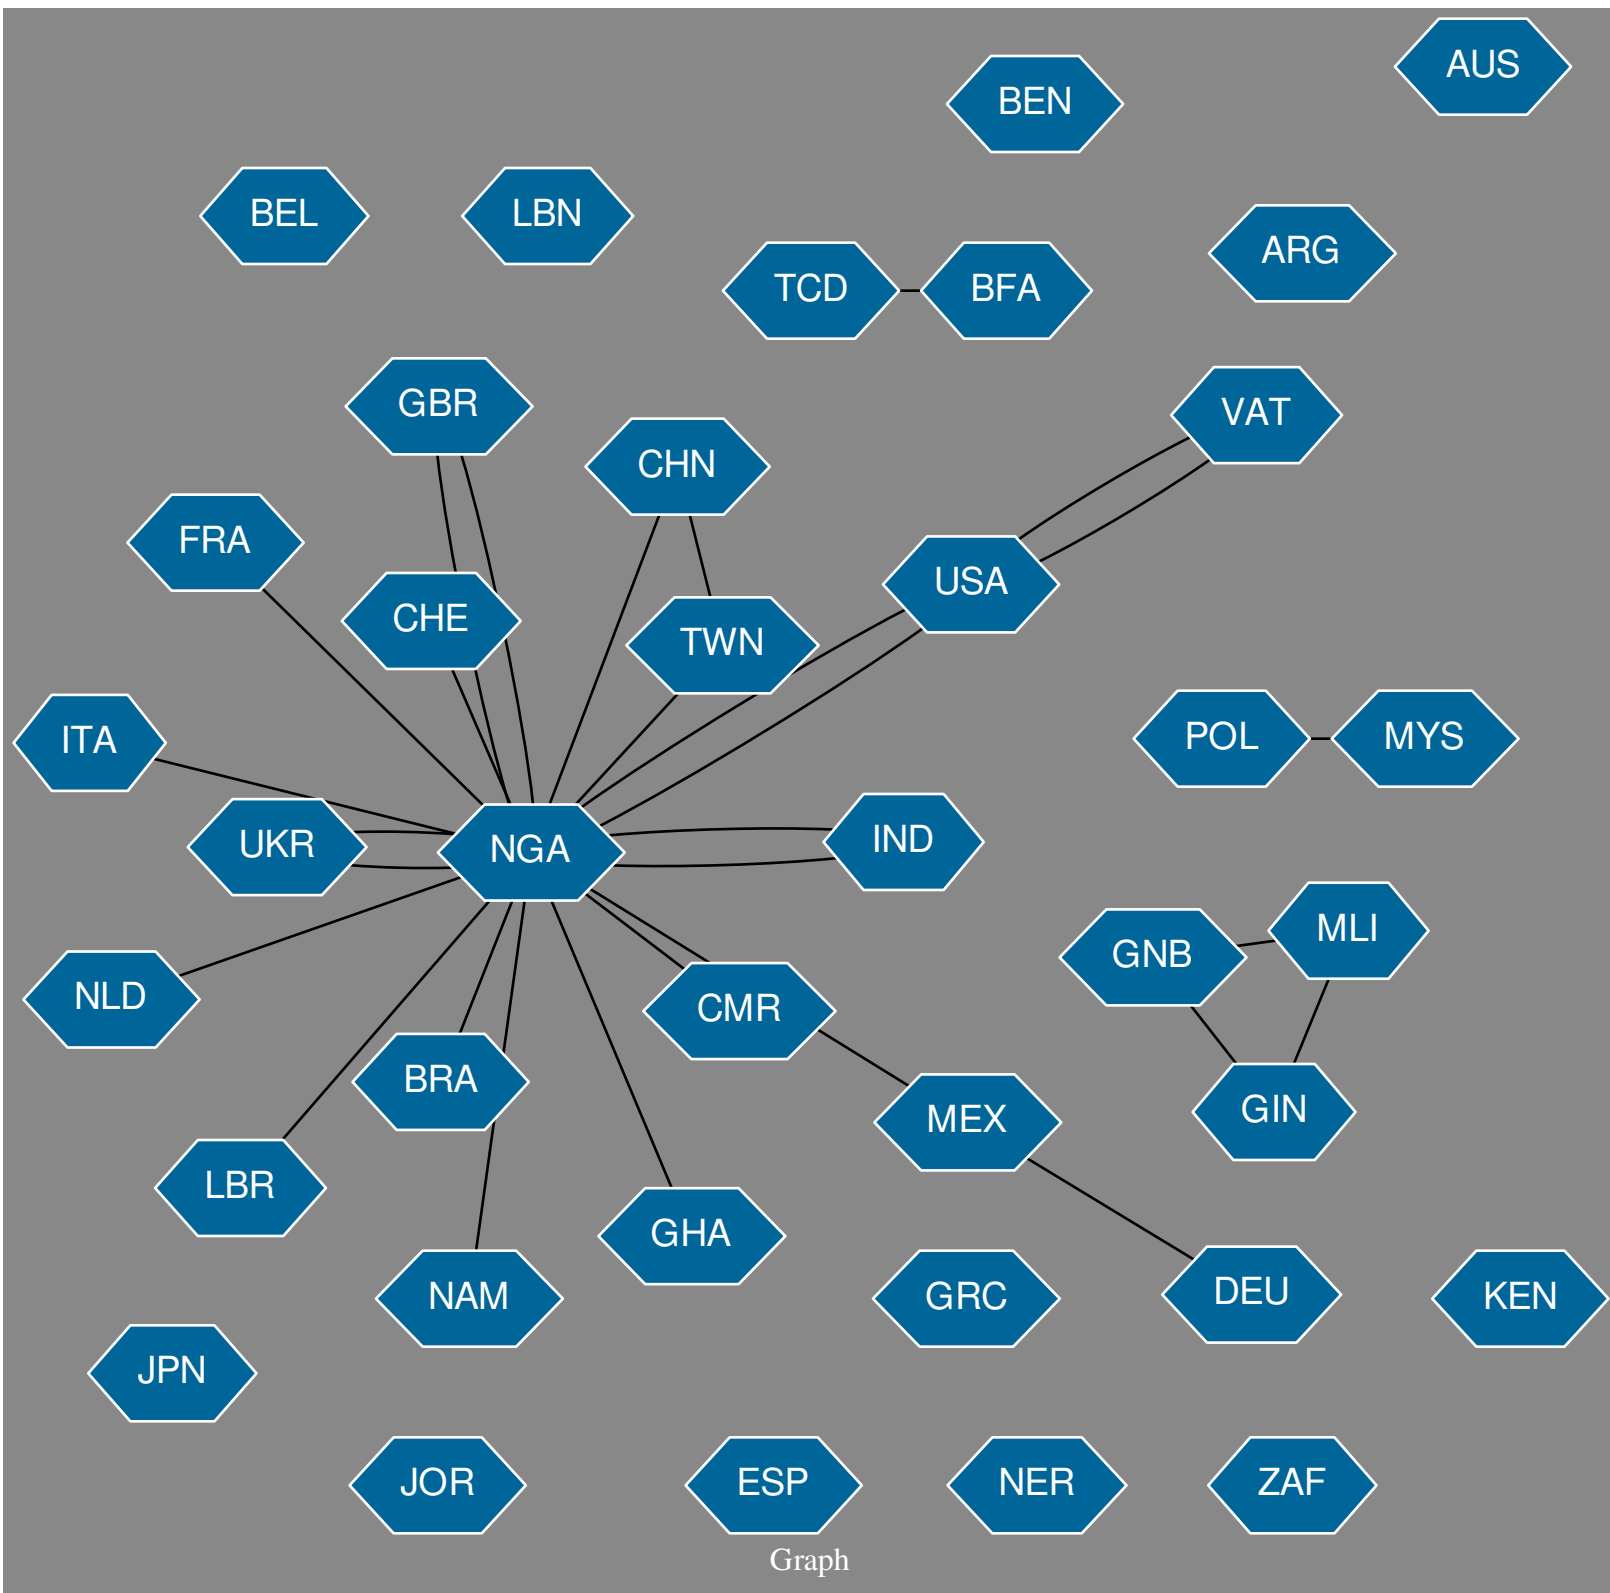 AUS
BEN
BEL
LBN
ARG
TCD
BFA
GBR
VAT
CHN
FRA
USA
CHE
TWN
ITA
POL
MYS
UKR
NGA
IND
MLI
GNB
NLD
CMR
BRA
MEX
GIN
LBR
GHA
NAM
GRC
DEU
KEN
JPN
JOR
ESP
NER
ZAF
Graph